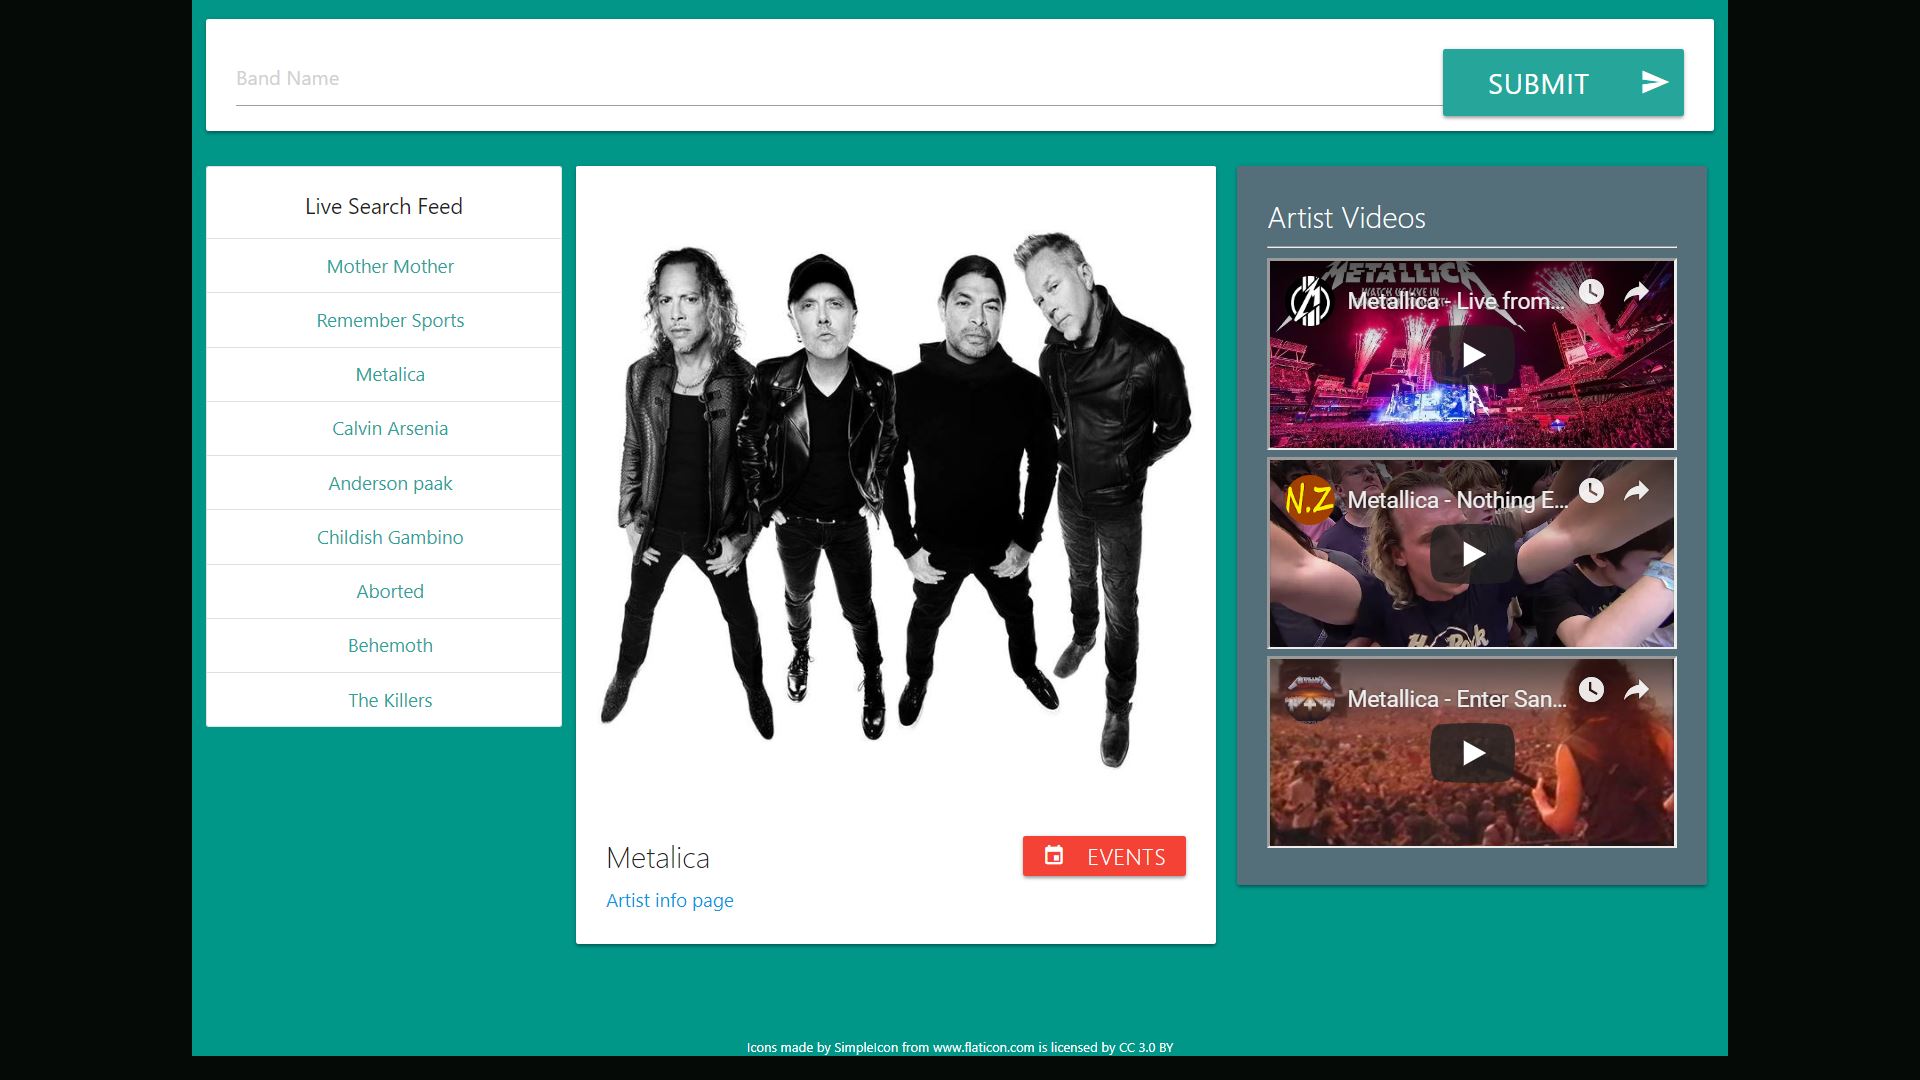 Band Name
SUBMIT
Live Search Feed
Mother Mother
Remember Sports
Metalica
Calvin Arsenia
Anderson paak
Childish Gambino
Aborted
Behemoth
The Killers
Metalica
EVENTS
Artist info page
Artist Videos
METALLICA
Metallica - Live from...
N.Z
Metallica - Nothing E...
Metallica - Enter San...
Icons made by SimpleIcon from www.flaticon.com is licensed by CC 3.0 BY